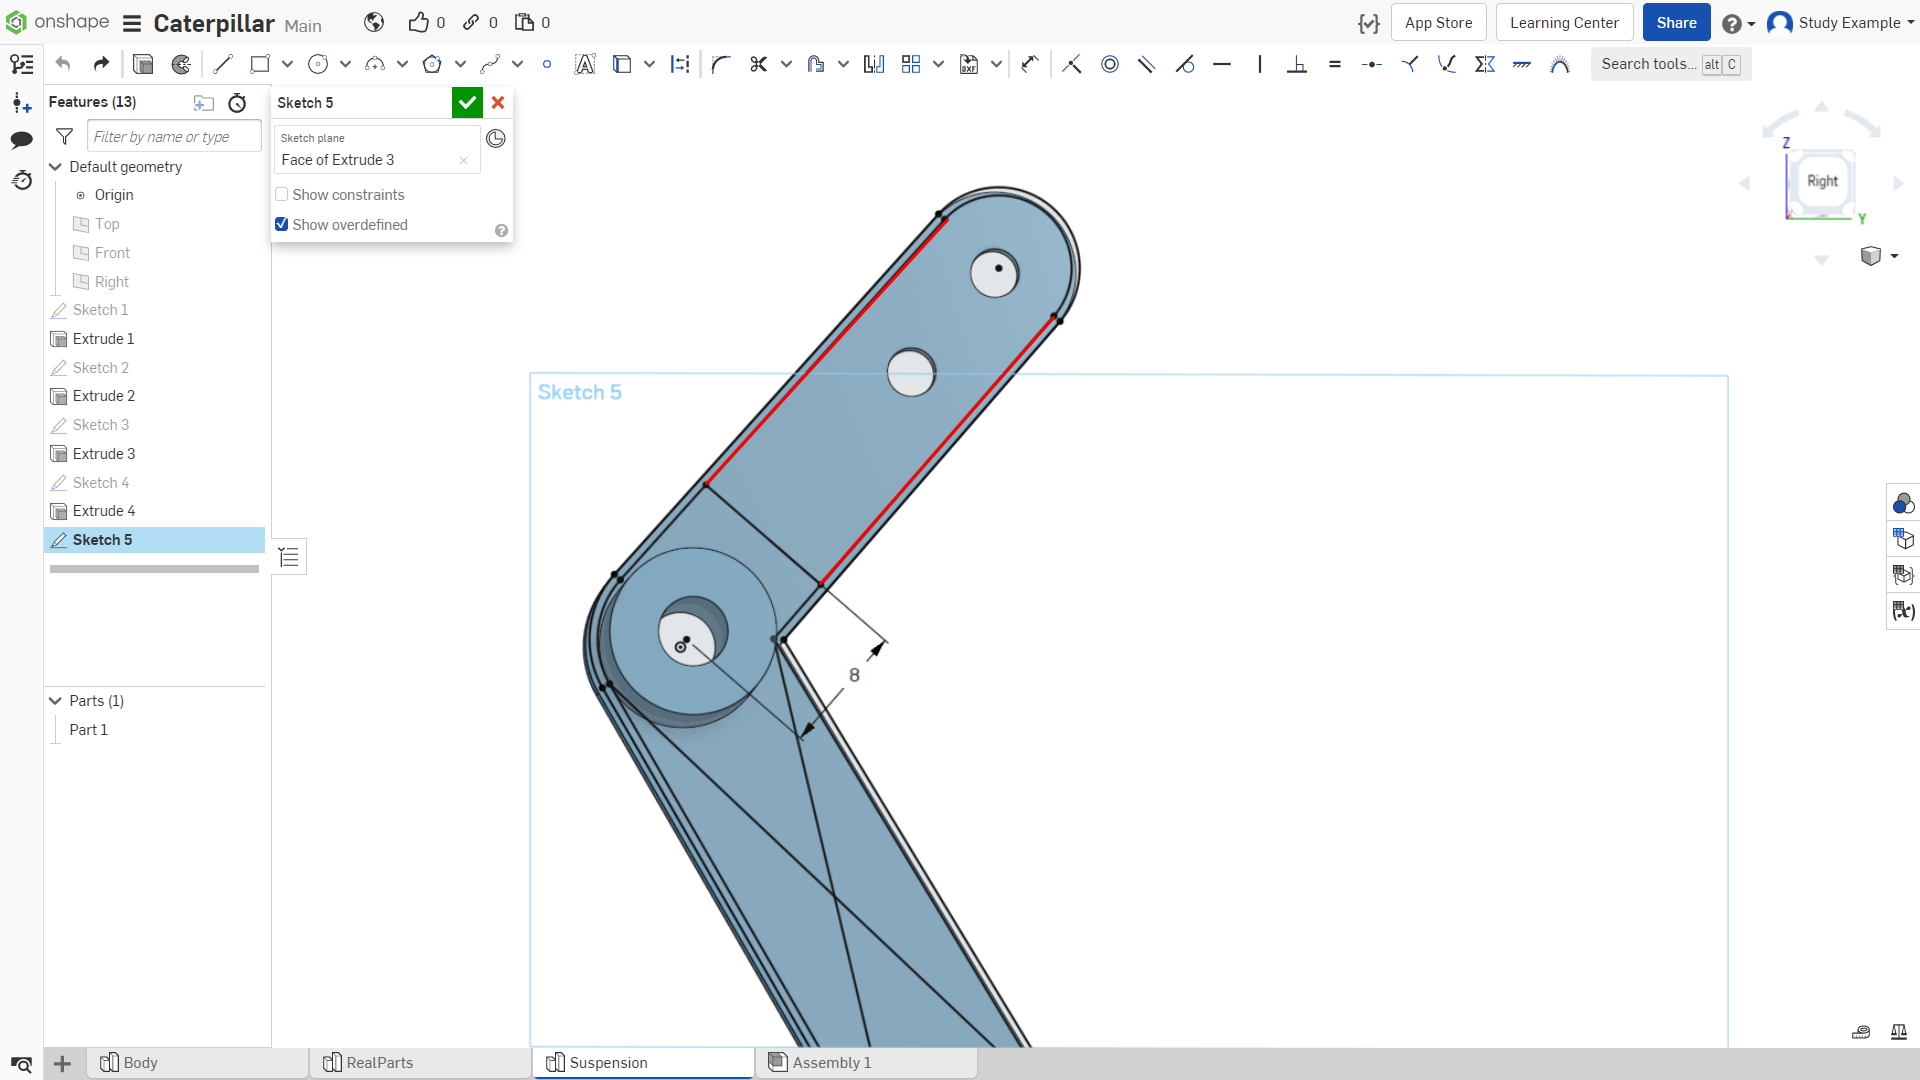 onshape
Caterpillar Main
0 0 0
App Store
Learning Center
Share
Study Example
Search tools... alt C
Features (13)
Filter by name or type
Default geometry
Origin
Top
Front
Right
Sketch 1
Extrude 1
Sketch 2
Extrude 2
Sketch 3
Extrude 3
Sketch 4
Extrude 4
Sketch 5
Parts (1)
Part 1
Sketch 5
Sketch plane
Face of Extrude 3
Show constraints
Show overdefined
Sketch 5
8
Z
Right
Y
Body
RealParts
Suspension
Assembly 1